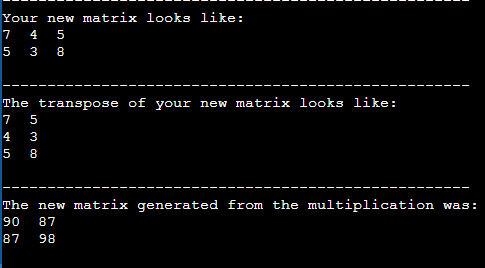 ----------------------------------------------------
Your new matrix looks like:
7  4  5
5  3  8
----------------------------------------------------
The transpose of your new matrix looks like:
7  5
4  3
5  8
----------------------------------------------------
The new matrix generated from the multiplication was:
90  87
87  98